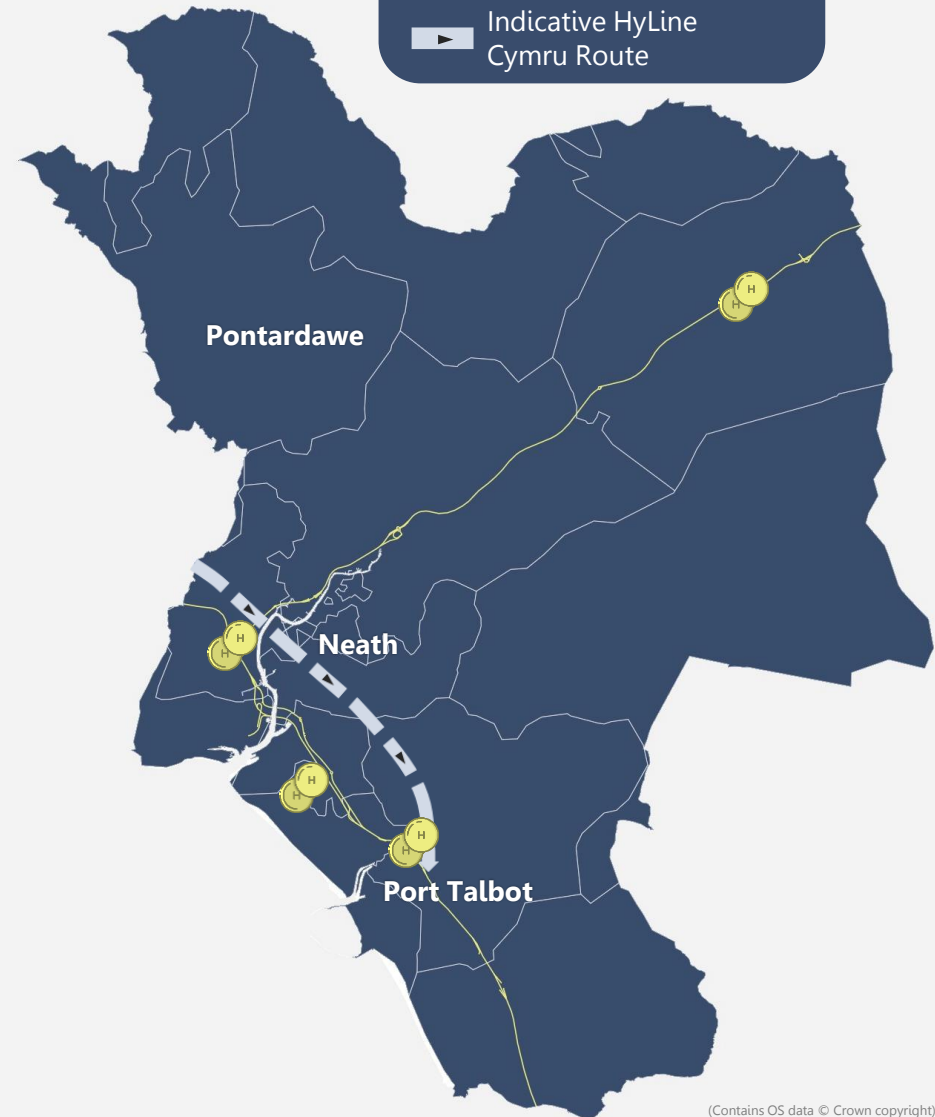 Indicative HyLine
Cymru Route
H
H
Pontardawe
Neath
H
H
H
H
H
H
Port Talbot
(Contains OS data © Crown copyright)